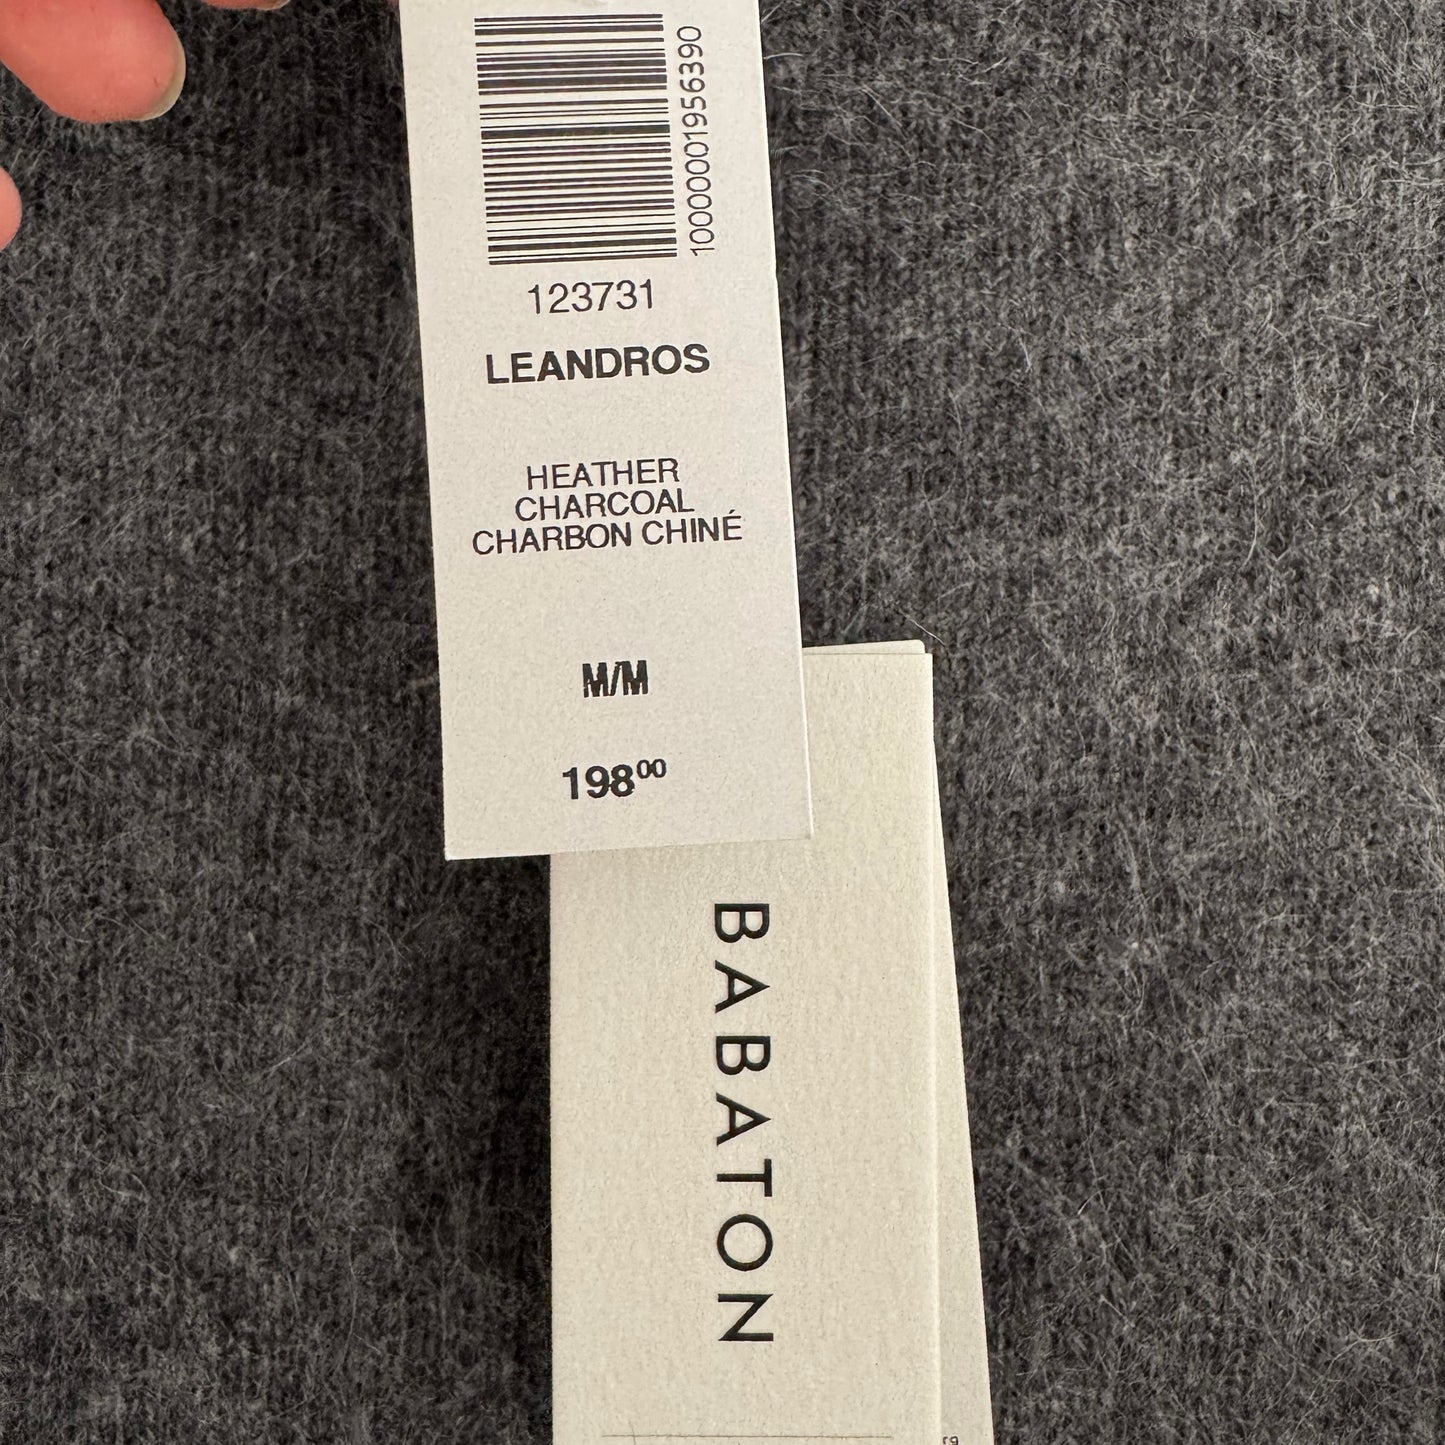 1000001956390
123731
LEANDROS
HEATHER
CHARCOAL
CHARBON CHINÉ
M/M
198⁰⁰
BABATON